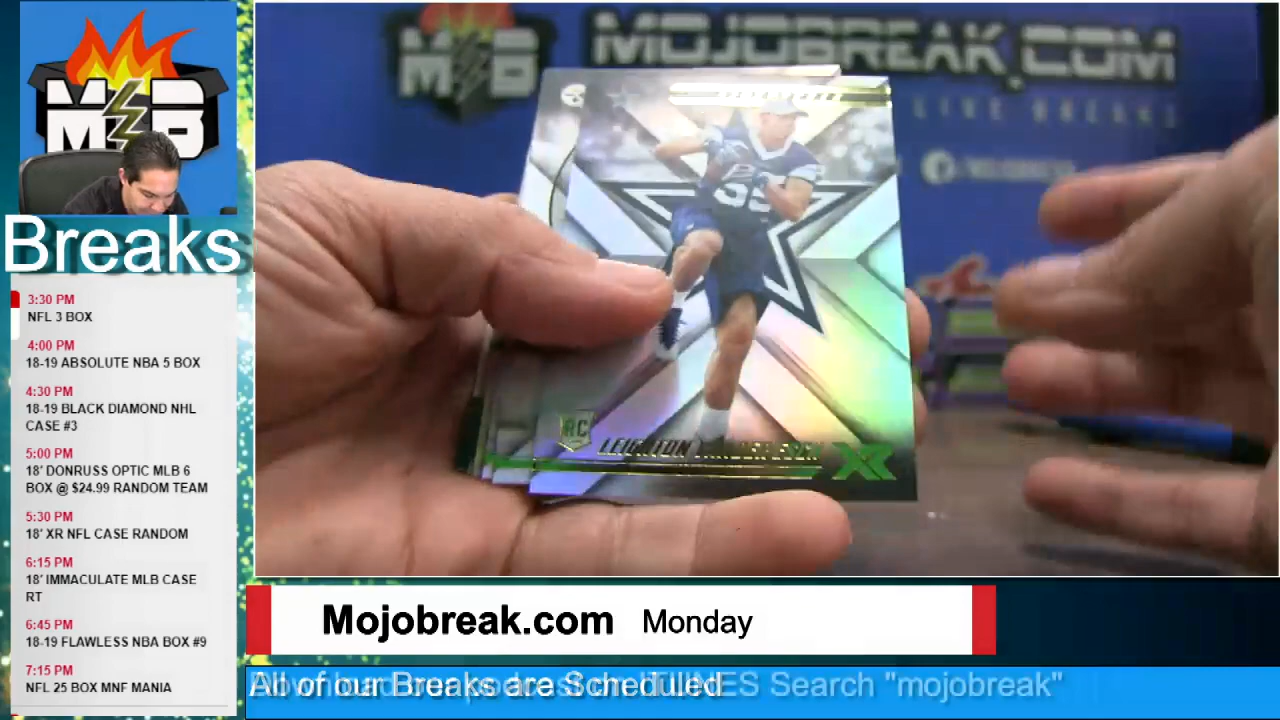 M B
MOJOBREAK.COM
LIVE BREAKS
M B
Breaks
3:30 PM
NFL 3 BOX
4:00 PM
18-19 ABSOLUTE NBA 5 BOX
4:30 PM
18-19 BLACK DIAMOND NHL
CASE #3
5:00 PM
18' DONRUSS OPTIC MLB 6
BOX @ $24.99 RANDOM TEAM
5:30 PM
18' XR NFL CASE RANDOM
6:15 PM
18' IMMACULATE MLB CASE
RT
6:45 PM
18-19 FLAWLESS NBA BOX #9
7:15 PM
NFL 25 BOX MNF MANIA
55
RC
LEIGHTON VANDER ESCH
XR
Mojobreak.com Monday
All of our Breaks are Scheduled
ITUNES Search "mojobreak"